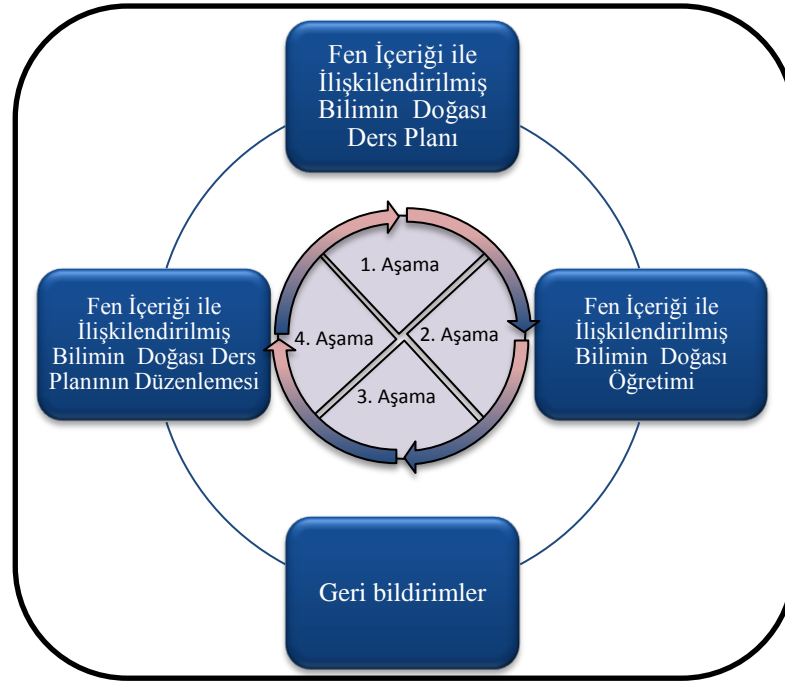 Fen İçeriği ile
İlişkilendirilmiş
Bilimin Doğası
Ders Planı
1. Aşama
Fen İçeriği ile
İlişkilendirilmiş
Bilimin Doğası Ders
Planının Düzenlemesi
4. Aşama
2. Aşama
Fen İçeriği ile
İlişkilendirilmiş
Bilimin Doğası
Öğretimi
3. Aşama
Geri bildirimler